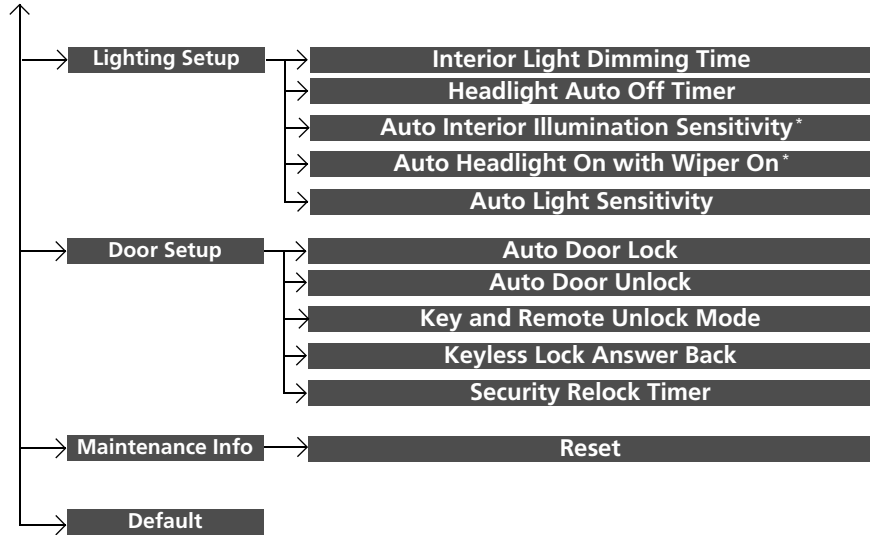 Lighting Setup
Interior Light Dimming Time
Headlight Auto Off Timer
Auto Interior Illumination Sensitivity*
Auto Headlight On with Wiper On*
Auto Light Sensitivity
Door Setup
Auto Door Lock
Auto Door Unlock
Key and Remote Unlock Mode
Keyless Lock Answer Back
Security Relock Timer
Maintenance Info
Reset
Default